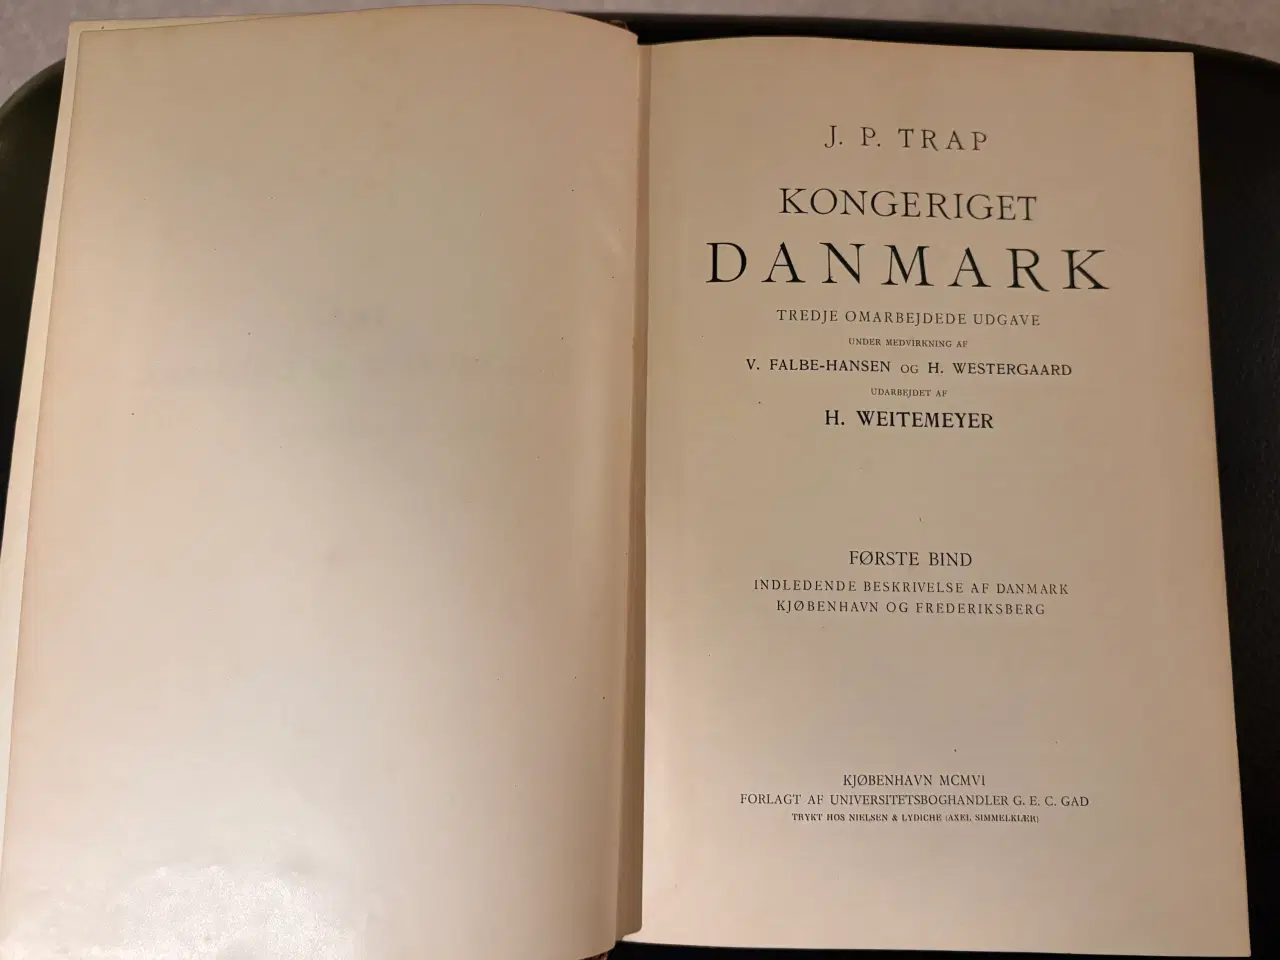 J. P. TRAP
KONGERIGET
DANMARK
TREDJE OMARBEJDEDE UDGAVE
UNDER MEDVIRKNING AF
V. FALBE-HANSEN OG H. WESTERGAARD
UDARBEJDET AF
H. WEITEMEYER
FØRSTE BIND
INDLEDENDE BESKRIVELSE AF DANMARK
KJØBENHAVN OG FREDERIKSBERG
KJØBENHAVN MCMVI
FORLAGT AF UNIVERSITETSBOGHANDLER G. E. C. GAD
TRYKT HOS NIELSEN & LYDICHE (AXEL SIMMELKIÆR)